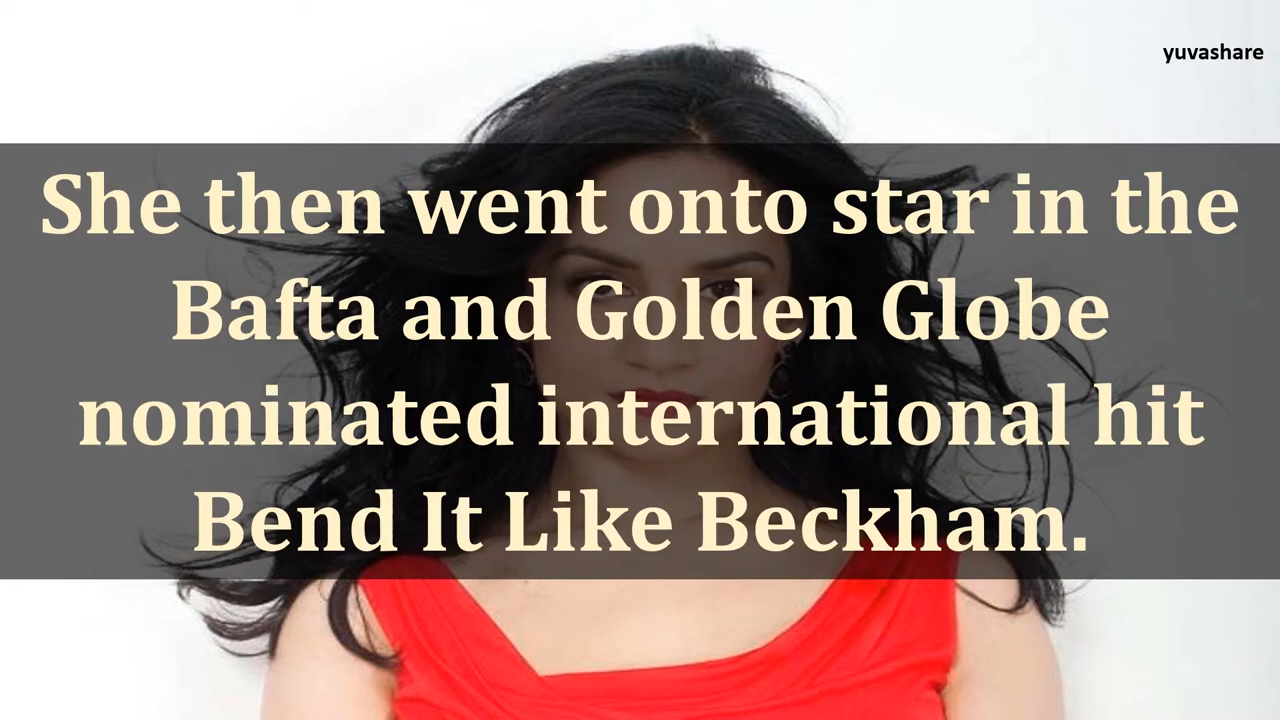 yuvashare
She then went onto star in the
Bafta and Golden Globe
nominated international hit
Bend It Like Beckham.